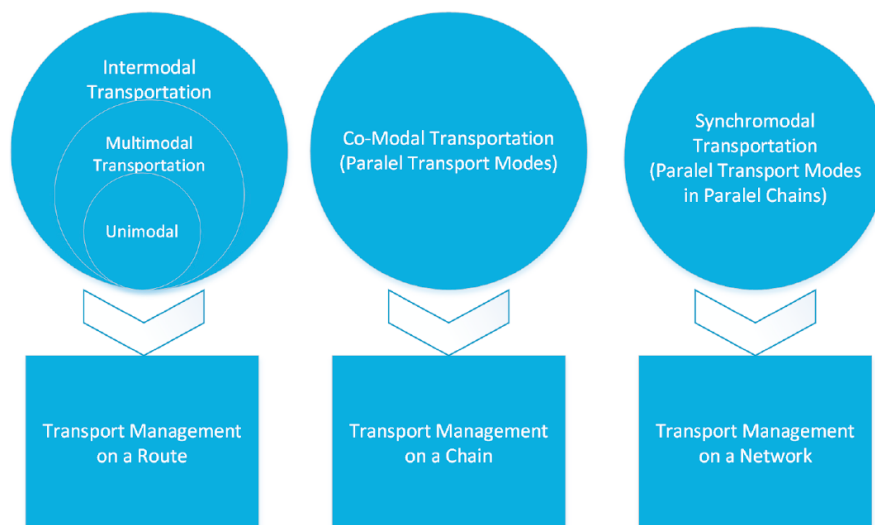 Intermodal
Transportation
Multimodal
Transportation
Unimodal
Co-Modal Transportation
(Paralel Transport Modes)
Synchromodal
Transportation
(Paralel Transport Modes
in Paralel Chains)
Transport Management
on a Route
Transport Management
on a Chain
Transport Management
on a Network